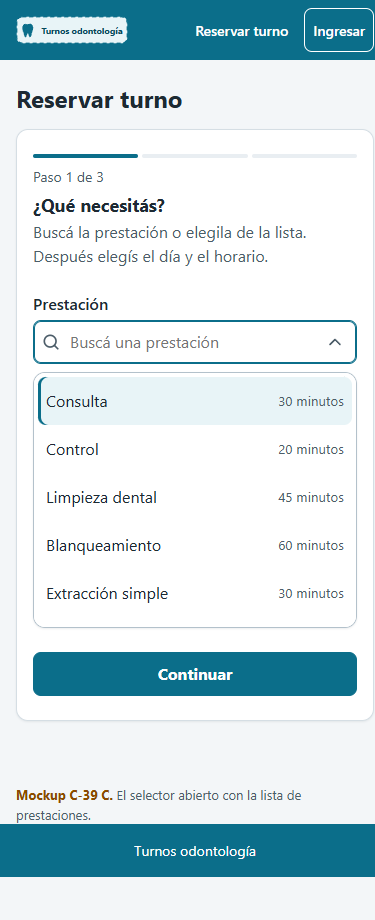 Turnos odontología
Reservar turno
Ingresar
Reservar turno
Paso 1 de 3
¿Qué necesitás?
Buscá la prestación o elegila de la lista.
Después elegís el día y el horario.
Prestación
Buscá una prestación
Consulta 30 minutos
Control 20 minutos
Limpieza dental 45 minutos
Blanqueamiento 60 minutos
Extracción simple 30 minutos
Continuar
Mockup C-39 C. El selector abierto con la lista de
prestaciones.
Turnos odontología